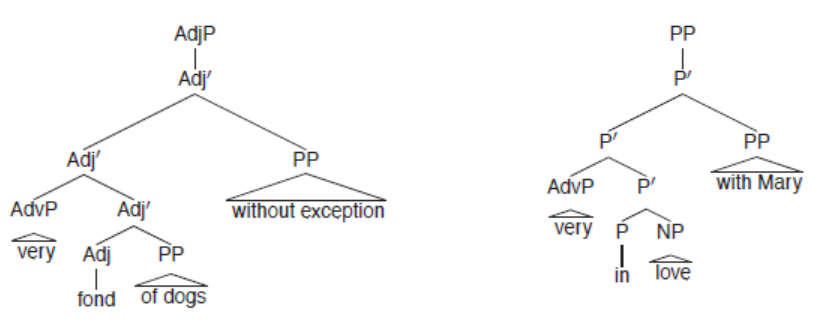 AdjP PP
Adj′ P′
Adj′ PP P′ PP
AdvP Adj′ without exception AdvP P′ with Mary
very Adj PP very P NP
fond of dogs in love